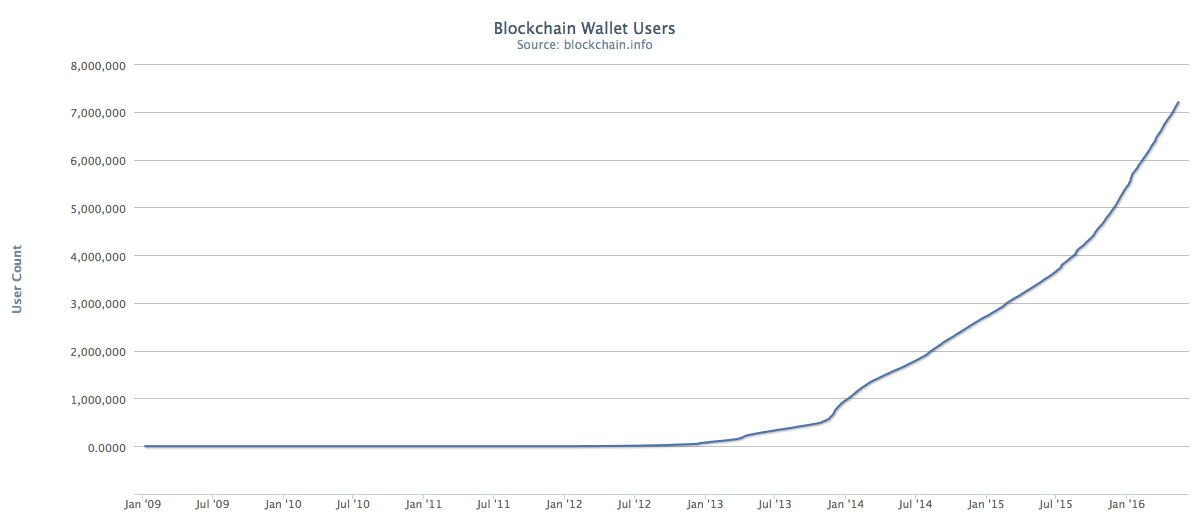 Blockchain Wallet Users
Source: blockchain.info
8,000,000
7,000,000
6,000,000
5,000,000
4,000,000
3,000,000
2,000,000
1,000,000
0.0000
User Count
Jan '09 Jul '09 Jan '10 Jul '10 Jan '11 Jul '11 Jan '12 Jul '12 Jan '13 Jul '13 Jan '14 Jul '14 Jan '15 Jul '15 Jan '16